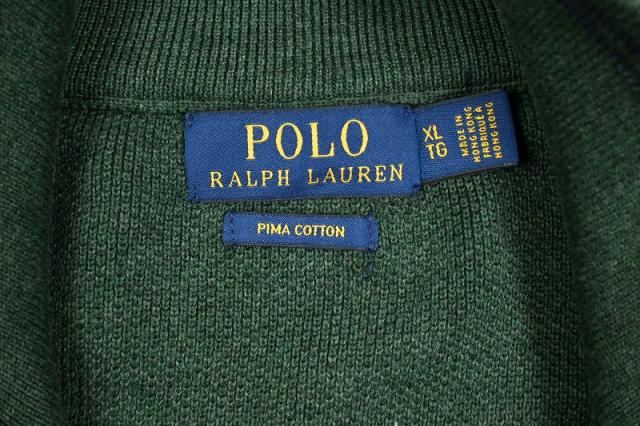 POLO
RALPH LAUREN
XL
TG
MADE IN
HONG KONG
FABRIQUÉ À
HONG KONG
PIMA COTTON